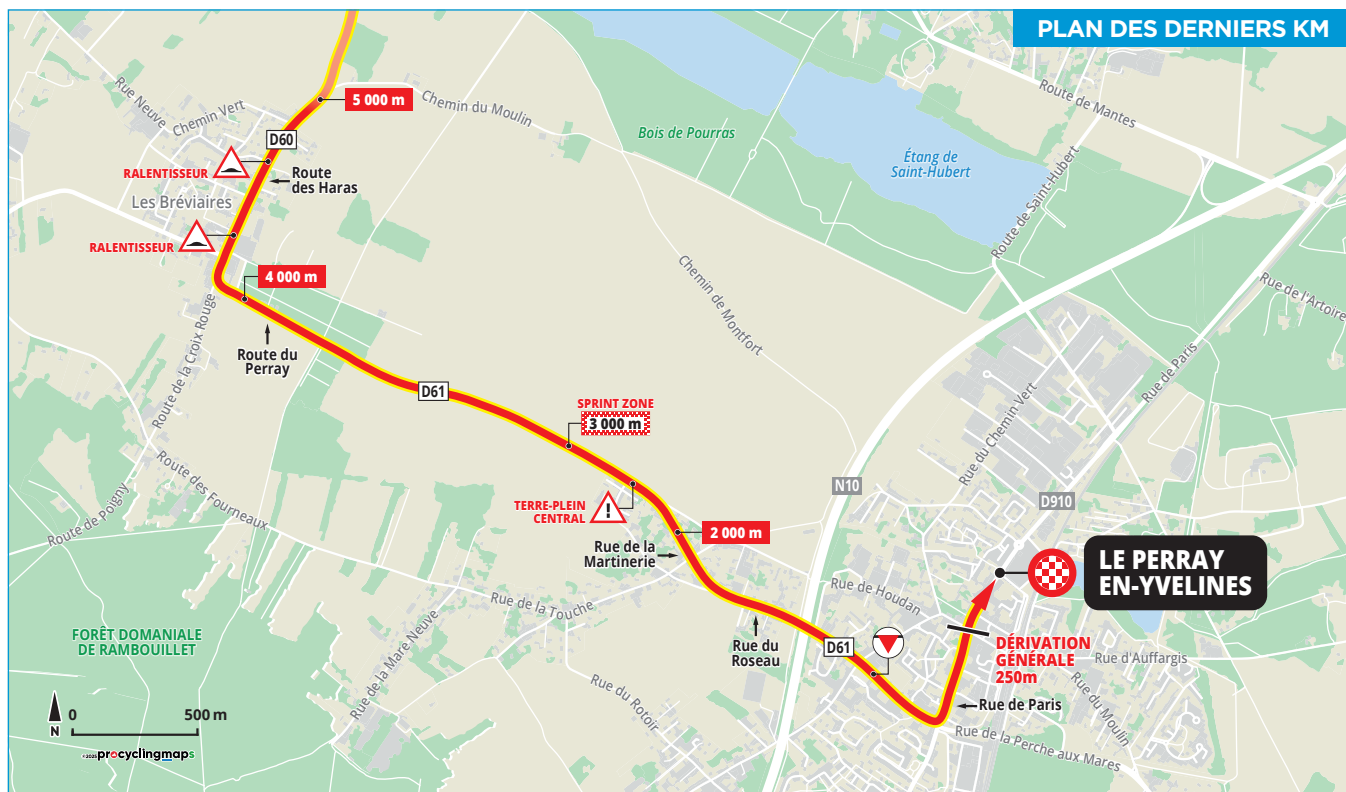 PLAN DES DERNIERS KM
5 000 m
Rue Neuve
Chemin Vert
Chemin du Moulin
Route de Mantes
D60
Bois de Pourras
RALENTISSEUR
Route
des Haras
Étang de
Saint-Hubert
Les Bréviaires
Route de Saint-Hubert
RALENTISSEUR
4 000 m
Chemin de Montfort
Rue de l'Artoire
Route de la Croix Rouge
Route du
Perray
D61
Rue de Paris
SPRINT ZONE
3 000 m
Rue du Chemin Vert
Route de Poigny
Route des Fourneaux
N10
D910
TERRE-PLEIN
CENTRAL
!
2 000 m
Rue de la
Martinerie
LE PERRAY
EN-YVELINES
Rue de Houdan
Rue de la Touche
FORÊT DOMANIALE
DE RAMBOUILLET
Rue de la Mare Neuve
Rue du
Roseau
D61
DÉRIVATION
GÉNÉRALE
250m
Rue d'Auffargis
Rue du Rotoir
Rue de Paris
Rue du Moulin
Rue de la Perche aux Mares
N
0
500 m
©2025 procyclingmaps